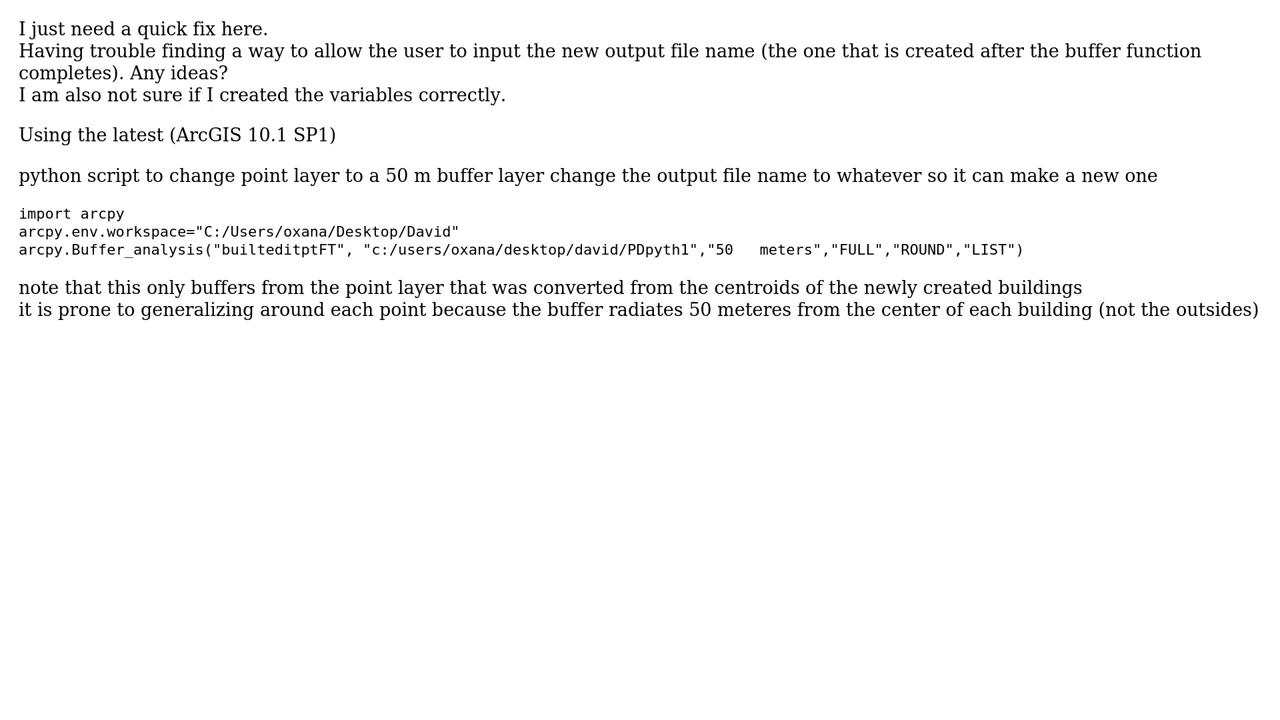 I just need a quick fix here.
Having trouble finding a way to allow the user to input the new output file name (the one that is created after the buffer function
completes). Any ideas?
I am also not sure if I created the variables correctly.
Using the latest (ArcGIS 10.1 SP1)
python script to change point layer to a 50 m buffer layer change the output file name to whatever so it can make a new one
import arcpy
arcpy.env.workspace="C:/Users/oxana/Desktop/David"
arcpy.Buffer_analysis("builteditptFT", "c:/users/oxana/desktop/david/PDpyth1","50   meters","FULL","ROUND","LIST")
note that this only buffers from the point layer that was converted from the centroids of the newly created buildings
it is prone to generalizing around each point because the buffer radiates 50 meteres from the center of each building (not the outsides)